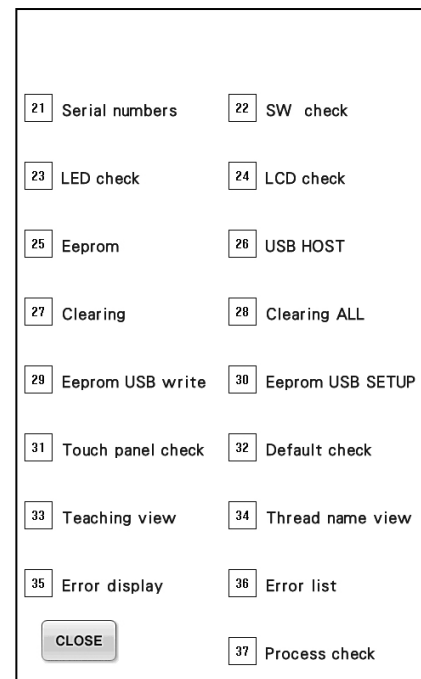 21 Serial numbers 22 SW check
23 LED check 24 LCD check
25 Eeprom 26 USB HOST
27 Clearing 28 Clearing ALL
29 Eeprom USB write 30 Eeprom USB SETUP
31 Touch panel check 32 Default check
33 Teaching view 34 Thread name view
35 Error display 36 Error list
CLOSE 37 Process check